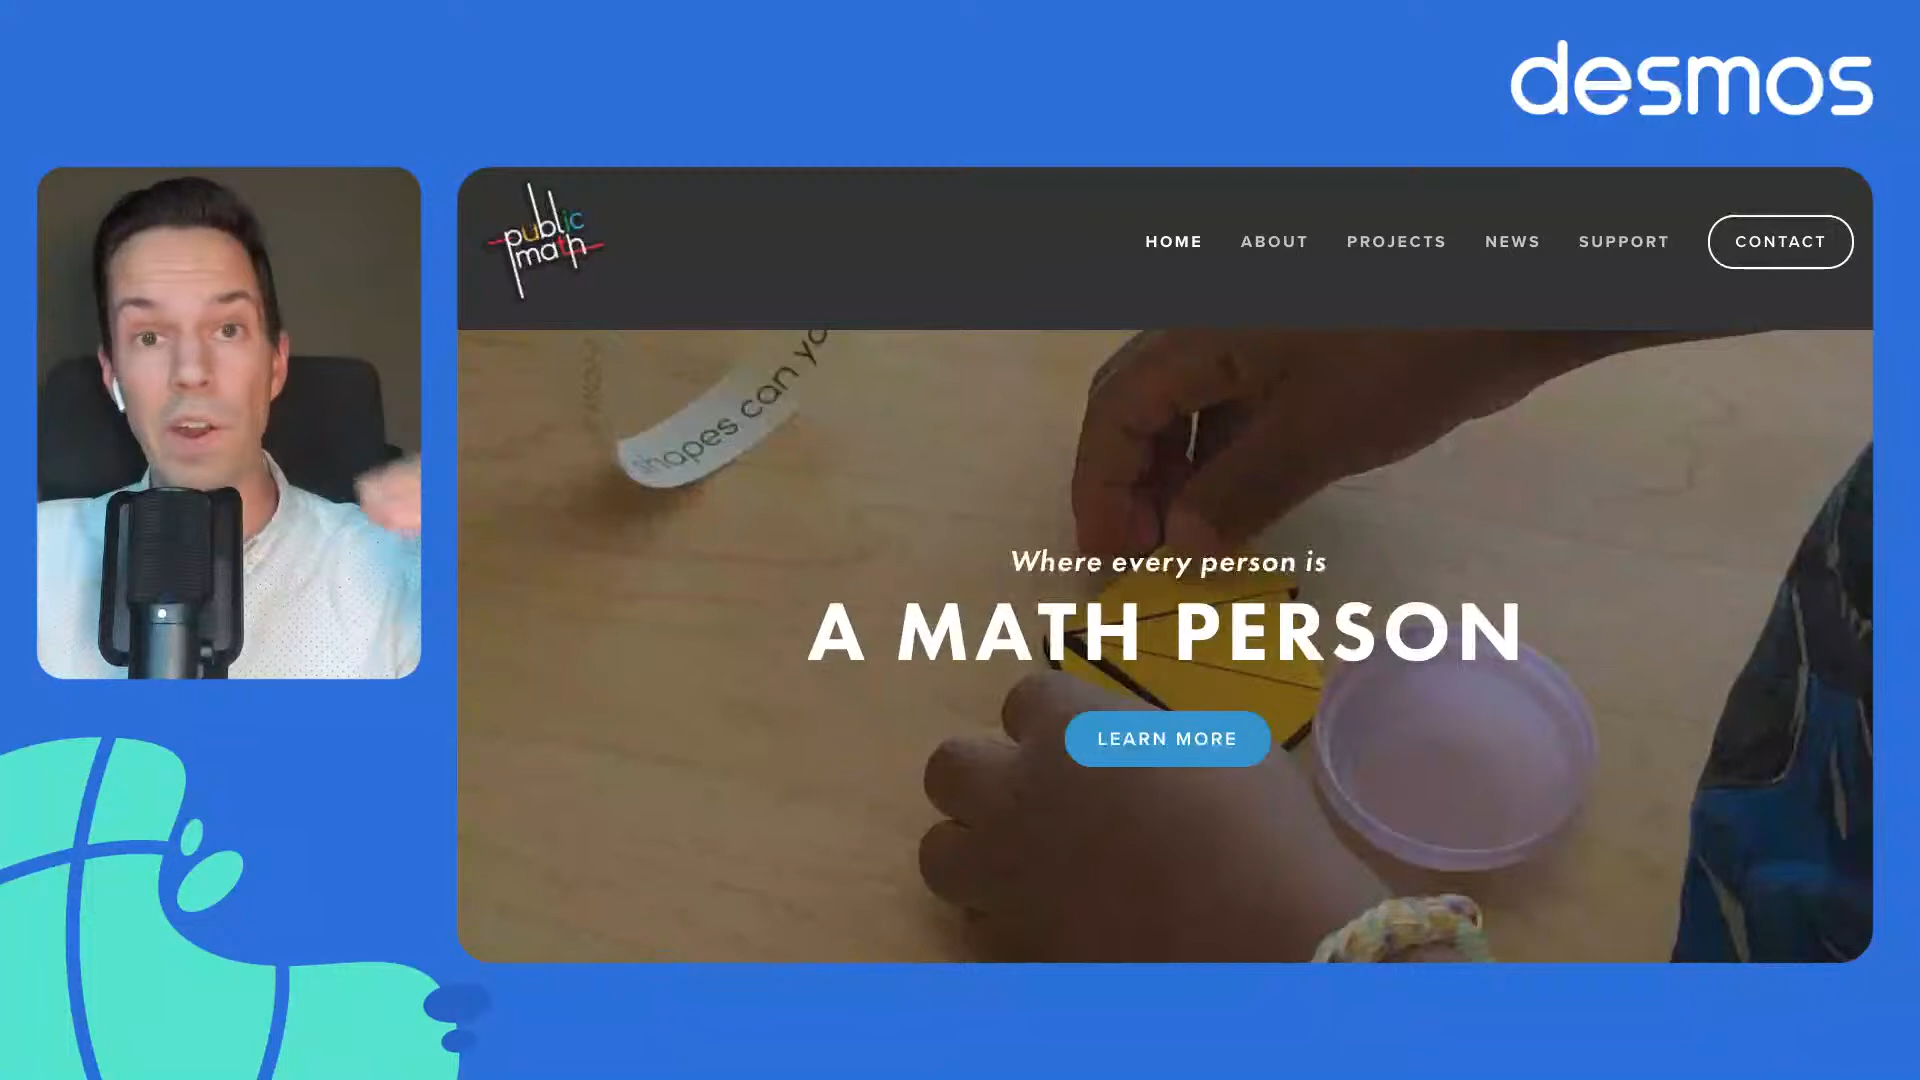 desmos
public
math
HOME
ABOUT
PROJECTS
NEWS
SUPPORT
CONTACT
shapes can yo
Where every person is
A MATH PERSON
LEARN MORE